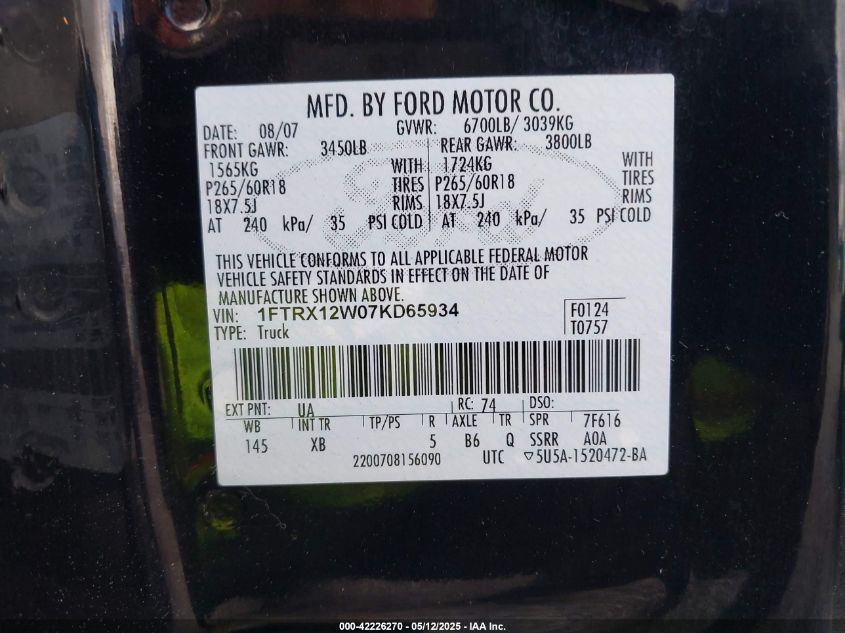 MFD. BY FORD MOTOR CO.
DATE: 08/07 GVWR: 6700LB/ 3039KG
FRONT GAWR: 3450LB REAR GAWR: 3800LB
1565KG WITH 1724KG WITH
P265/60R18 TIRES P265/60R18 TIRES
18X7.5J RIMS 18X7.5J RIMS
AT 240 kPa/ 35 PSI COLD AT 240 kPa/ 35 PSI COLD
THIS VEHICLE CONFORMS TO ALL APPLICABLE FEDERAL MOTOR
VEHICLE SAFETY STANDARDS IN EFFECT ON THE DATE OF
MANUFACTURE SHOWN ABOVE.
VIN: 1FTRX12W07KD65934 F0124
TYPE: Truck T0757
EXT PNT: UA RC: 74 DSO:
WB INT TR TP/PS R AXLE TR SPR 7F616
145 XB 5 B6 Q SSRR A0A
2200708156090 UTC ▽5U5A-1520472-BA
000-42226270 - 05/12/2025 - IAA Inc.